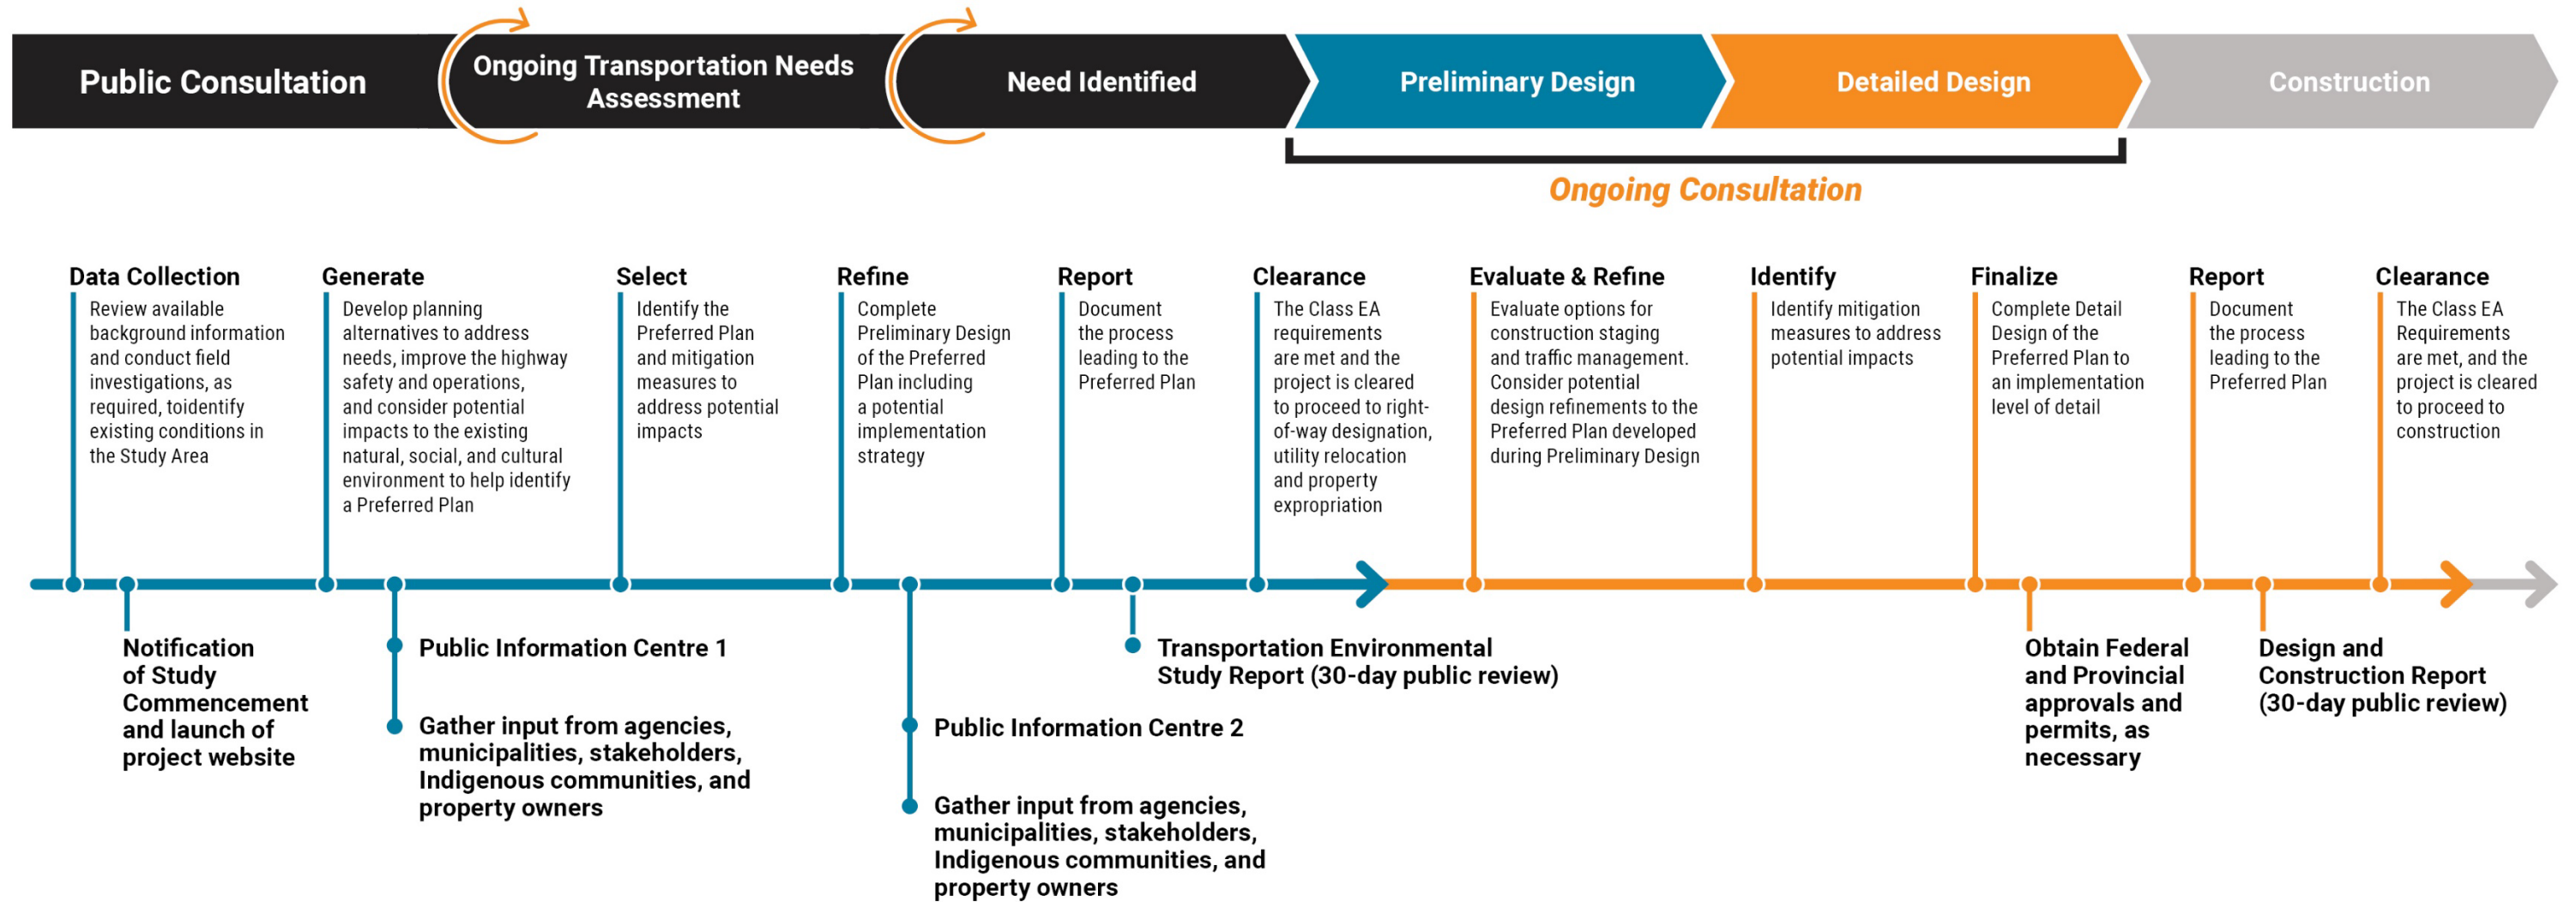 Public Consultation
Ongoing Transportation Needs
Assessment
Need Identified
Preliminary Design
Detailed Design
Construction
Ongoing Consultation
Data Collection
Review available
background information
and conduct field
investigations, as
required, toidentify
existing conditions in
the Study Area
Generate
Develop planning
alternatives to address
needs, improve the highway
safety and operations,
and consider potential
impacts to the existing
natural, social, and cultural
environment to help identify
a Preferred Plan
Select
Identify the
Preferred Plan
and mitigation
measures to
address potential
impacts
Refine
Complete
Preliminary Design
of the Preferred
Plan including
a potential
implementation
strategy
Report
Document
the process
leading to the
Preferred Plan
Clearance
The Class EA
requirements
are met and the
project is cleared
to proceed to right-
of-way designation,
utility relocation
and property
expropriation
Evaluate & Refine
Evaluate options for
construction staging
and traffic management.
Consider potential
design refinements to the
Preferred Plan developed
during Preliminary Design
Identify
Identify mitigation
measures to address
potential impacts
Finalize
Complete Detail
Design of the
Preferred Plan to
an implementation
level of detail
Report
Document
the process
leading to the
Preferred Plan
Clearance
The Class EA
Requirements
are met, and the
project is cleared
to proceed to
construction
Notification
of Study
Commencement
and launch of
project website
Public Information Centre 1
Gather input from agencies,
municipalities, stakeholders,
Indigenous communities, and
property owners
Public Information Centre 2
Gather input from agencies,
municipalities, stakeholders,
Indigenous communities, and
property owners
Transportation Environmental
Study Report (30-day public review)
Obtain Federal
and Provincial
approvals and
permits, as
necessary
Design and
Construction Report
(30-day public review)